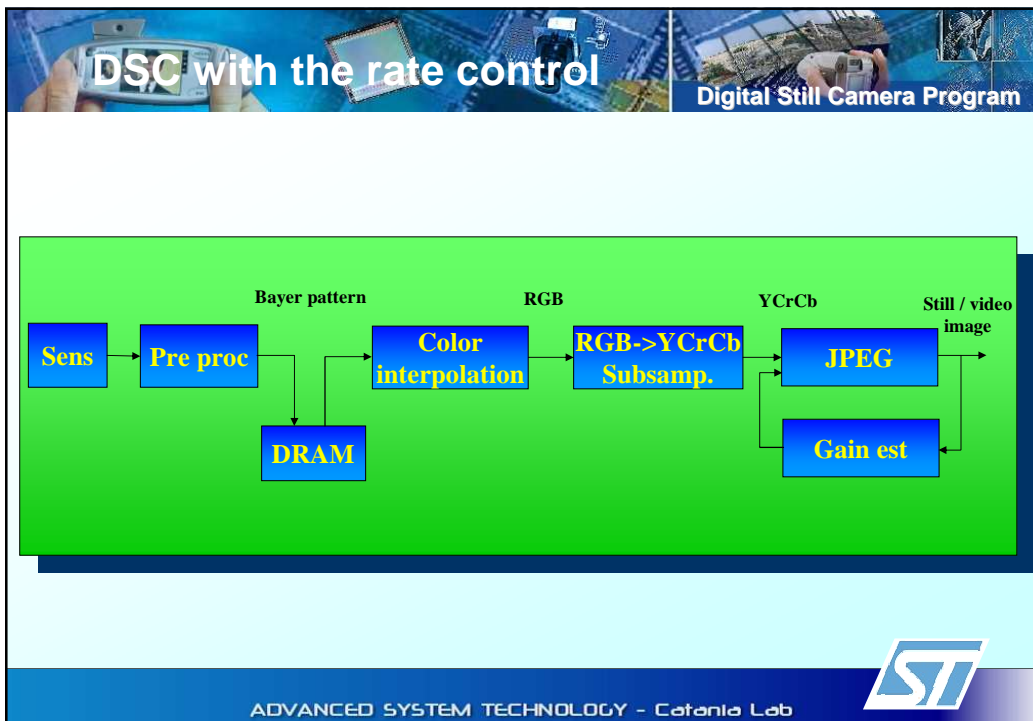 DSC with the rate control
Digital Still Camera Program
Bayer pattern
RGB
YCrCb
Still / video
image
Sens
Pre proc
Color
interpolation
RGB->YCrCb
Subsamp.
JPEG
DRAM
Gain est
ST
ADVANCED SYSTEM TECHNOLOGY - Catania Lab